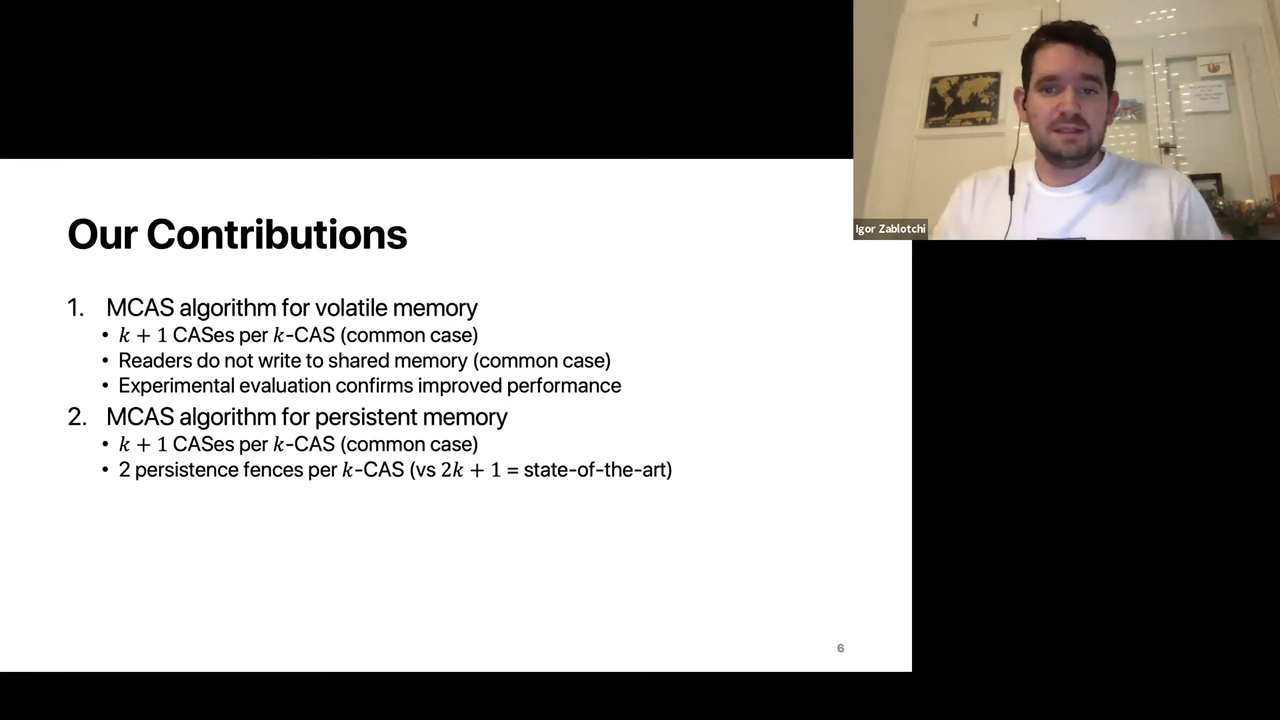 Igor Zablotchi
Our Contributions
1. MCAS algorithm for volatile memory
• k + 1 CASes per k-CAS (common case)
• Readers do not write to shared memory (common case)
• Experimental evaluation confirms improved performance
2. MCAS algorithm for persistent memory
• k + 1 CASes per k-CAS (common case)
• 2 persistence fences per k-CAS (vs 2k + 1 = state-of-the-art)
6